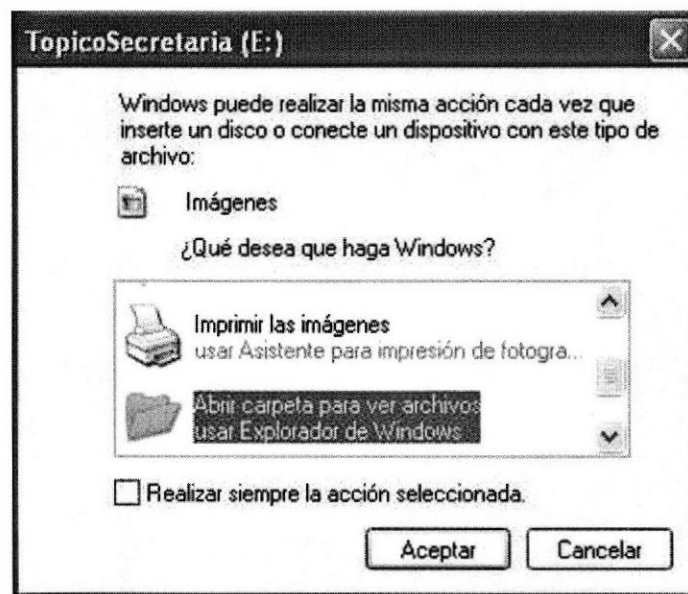 TopicoSecretaria (E:)
Windows puede realizar la misma acción cada vez que
inserte un disco o conecte un dispositivo con este tipo de
archivo:
Imágenes
¿Qué desea que haga Windows?
Imprimir las imágenes
usar Asistente para impresión de fotogra...
Abrir carpeta para ver archivos
usar Explorador de Windows
Realizar siempre la acción seleccionada.
Aceptar
Cancelar